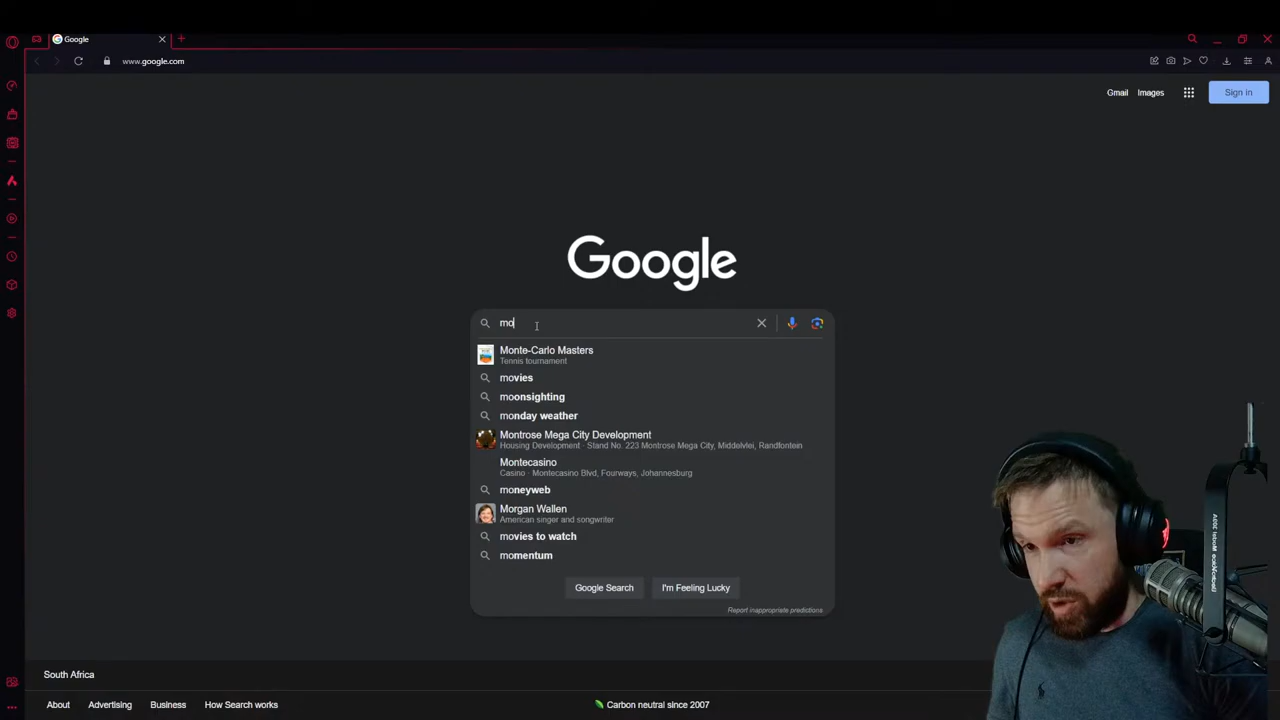 Google
www.google.com
Gmail Images Sign in
Google
mo
Monte-Carlo Masters
Tennis tournament
movies
moonsighting
monday weather
Montrose Mega City Development
Housing Development · Stand No. 223 Montrose Mega City, Middelvlei, Randfontein
Montecasino
Casino · Montecasino Blvd, Fourways, Johannesburg
moneyweb
Morgan Wallen
American singer and songwriter
movies to watch
momentum
Google Search I'm Feeling Lucky
Report inappropriate predictions
South Africa
About Advertising Business How Search works Carbon neutral since 2007